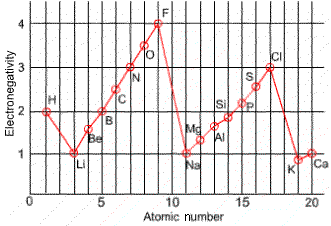 Electronegativity
4
3
2
1
F
O
N
C
B
Be
H
Li
Cl
S
P
Si
Al
Mg
Na
K
Ca
0
5
10
15
20
Atomic number